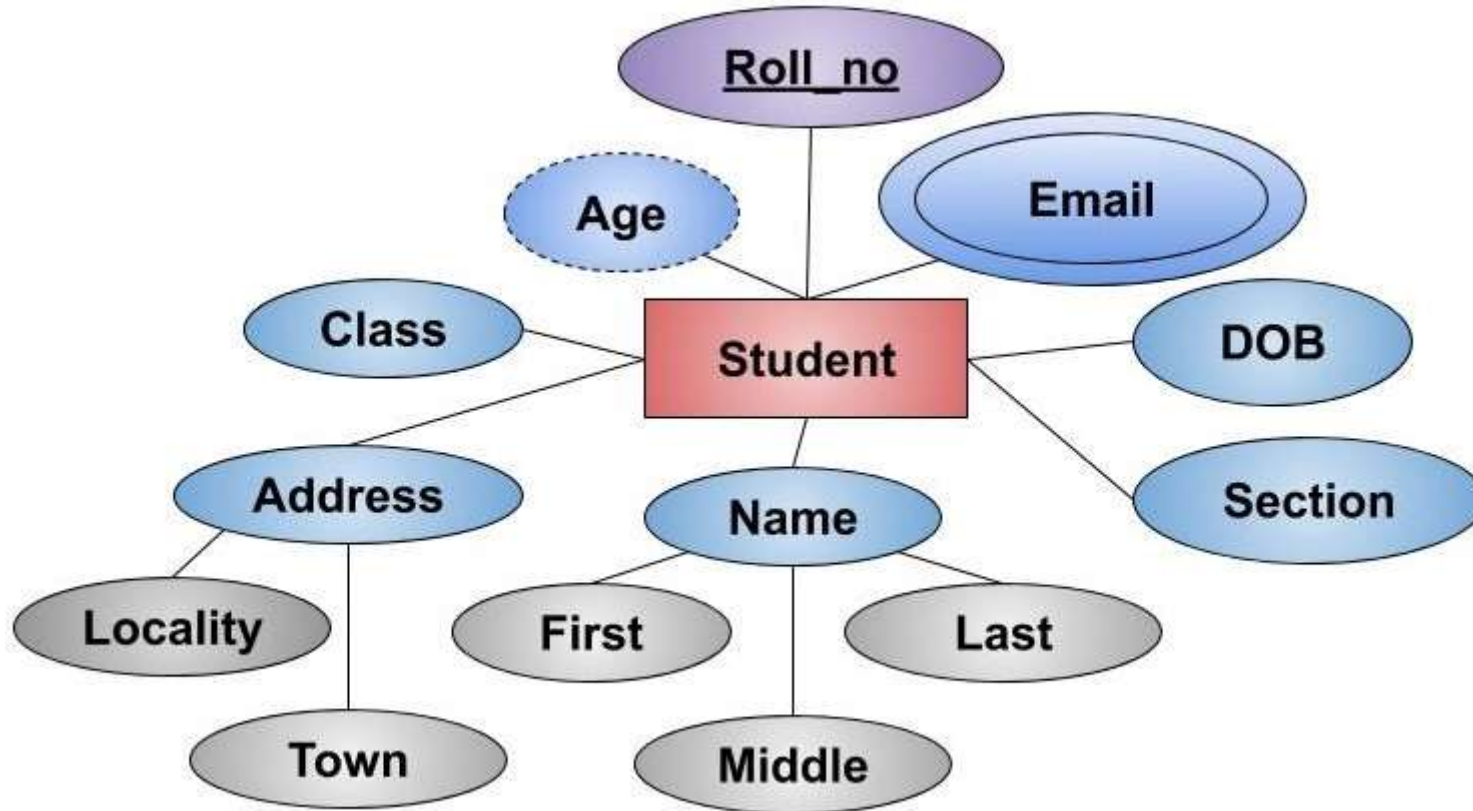 Roll_no
Age
Email
Class
Student
DOB
Address
Name
Section
Locality
First
Last
Town
Middle